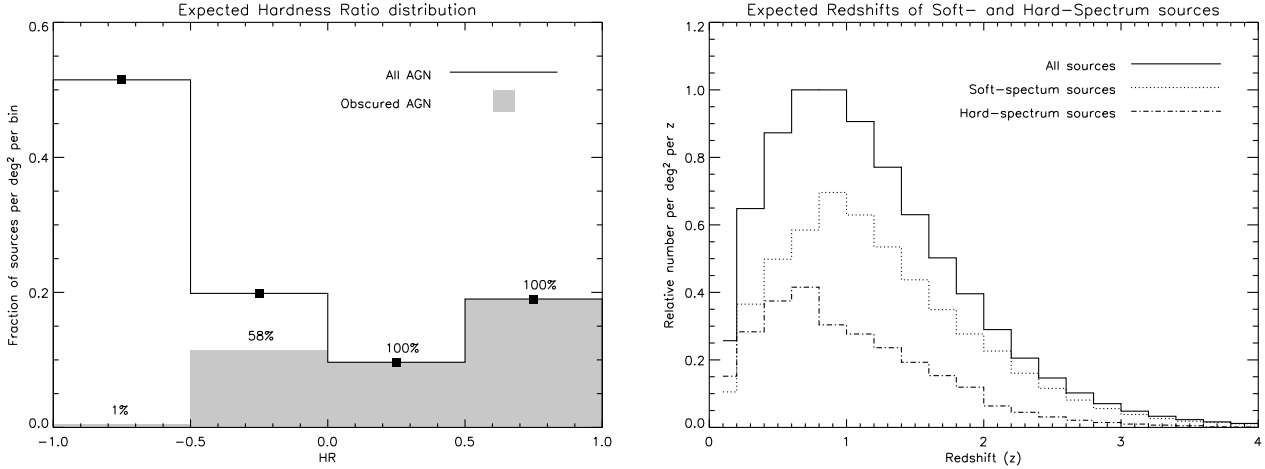 Expected Hardness Ratio distribution
0.6
0.4
0.2
0.0
Fraction of sources per deg² per bin
All AGN
Obscured AGN
1%
58%
100%
100%
-1.0 -0.5 0.0 0.5 1.0
HR
Expected Redshifts of Soft- and Hard-Spectrum sources
1.2
1.0
0.8
0.6
0.4
0.2
0.0
Relative number per deg² per z
All sources
Soft-spectum sources
Hard-spectrum sources
0 1 2 3 4
Redshift (z)